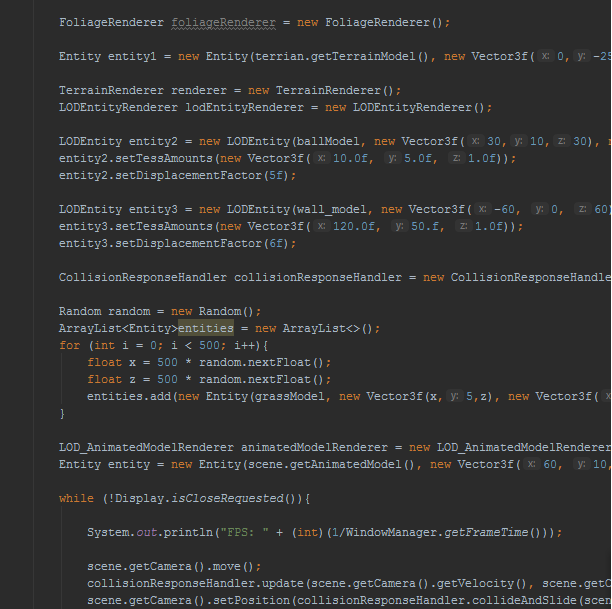 FoliageRenderer foliageRenderer = new FoliageRenderer();
Entity entity1 = new Entity(terrian.getTerrainModel(), new Vector3f( x: 0, y: -25
TerrainRenderer renderer = new TerrainRenderer();
LODEntityRenderer lodEntityRenderer = new LODEntityRenderer();
LODEntity entity2 = new LODEntity(ballModel, new Vector3f( x: 30, y: 10, z: 30),
entity2.setTessAmounts(new Vector3f( x: 10.0f, y: 5.0f, z: 1.0f));
entity2.setDisplacementFactor(5f);
LODEntity entity3 = new LODEntity(wall_model, new Vector3f( x: -60, y: 0, z: 60)
entity3.setTessAmounts(new Vector3f( x: 120.0f, y: 50.f, z: 1.0f));
entity3.setDisplacementFactor(6f);
CollisionResponseHandler collisionResponseHandler = new CollisionResponseHandle
Random random = new Random();
ArrayList<Entity>entities = new ArrayList<>();
for (int i = 0; i < 500; i++){
float x = 500 * random.nextFloat();
float z = 500 * random.nextFloat();
entities.add(new Entity(grassModel, new Vector3f(x, y: 5,z), new Vector3f( x
}
LOD_AnimatedModelRenderer animatedModelRenderer = new LOD_AnimatedModelRenderer
Entity entity = new Entity(scene.getAnimatedModel(), new Vector3f( x: 60, y: 10,
while (!Display.isCloseRequested()){
System.out.println("FPS: " + (int)(1/WindowManager.getFrameTime()));
scene.getCamera().move();
collisionResponseHandler.update(scene.getCamera().getVelocity(), scene.getC
scene.getCamera().setPosition(collisionResponseHandler.collideAndSlide(scen